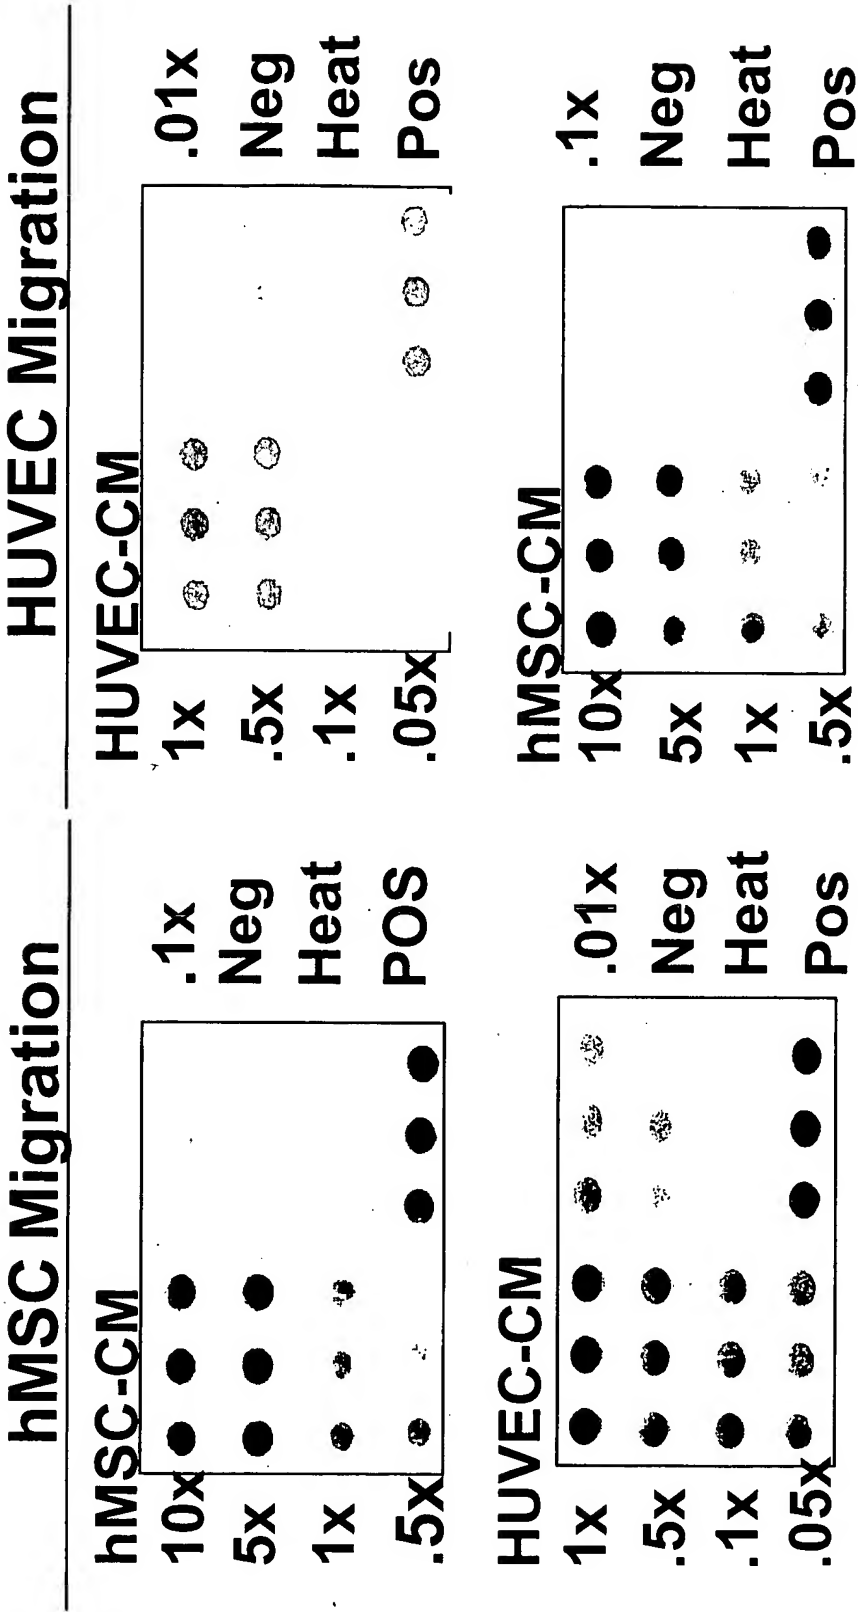 hMSC Migration
hMSC-CM
10x
.1x
5x
Neg
1x
Heat
.5x
POS
HUVEC-CM
1x
.01x
.5x
Neg
.1x
Heat
.05x
Pos
HUVEC Migration
HUVEC-CM
1x
.01x
.5x
Neg
.1x
Heat
.05x
Pos
hMSC-CM
10x
.1x
5x
Neg
1x
Heat
.5x
Pos